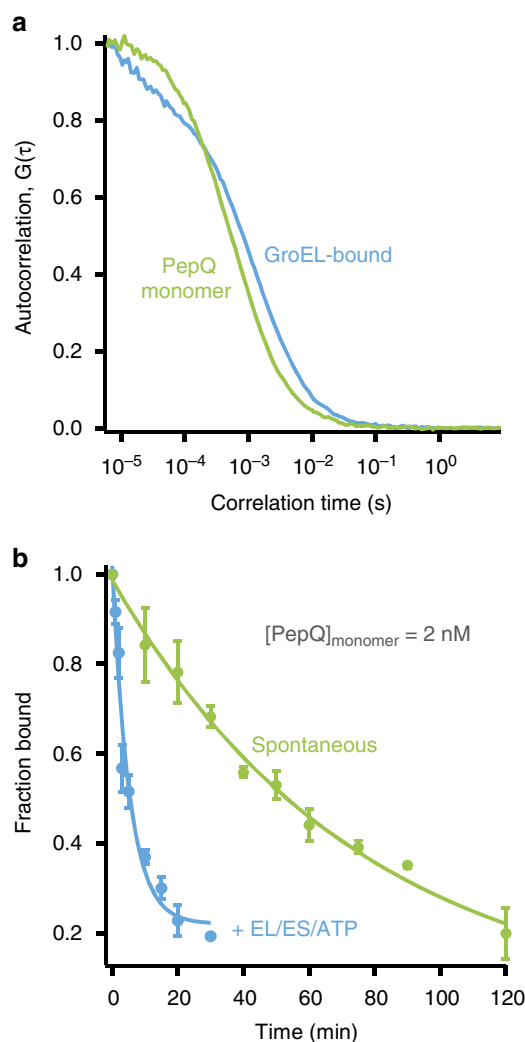 a
1.0
0.8
0.6
0.4
0.2
0.0
Autocorrelation, G(τ)
GroEL-bound
PepQ
monomer
10⁻⁵ 10⁻⁴ 10⁻³ 10⁻² 10⁻¹ 10⁰
Correlation time (s)
b
1.0
0.8
0.6
0.4
0.2
Fraction bound
[PepQ]monomer = 2 nM
Spontaneous
+ EL/ES/ATP
0 20 40 60 80 100 120
Time (min)